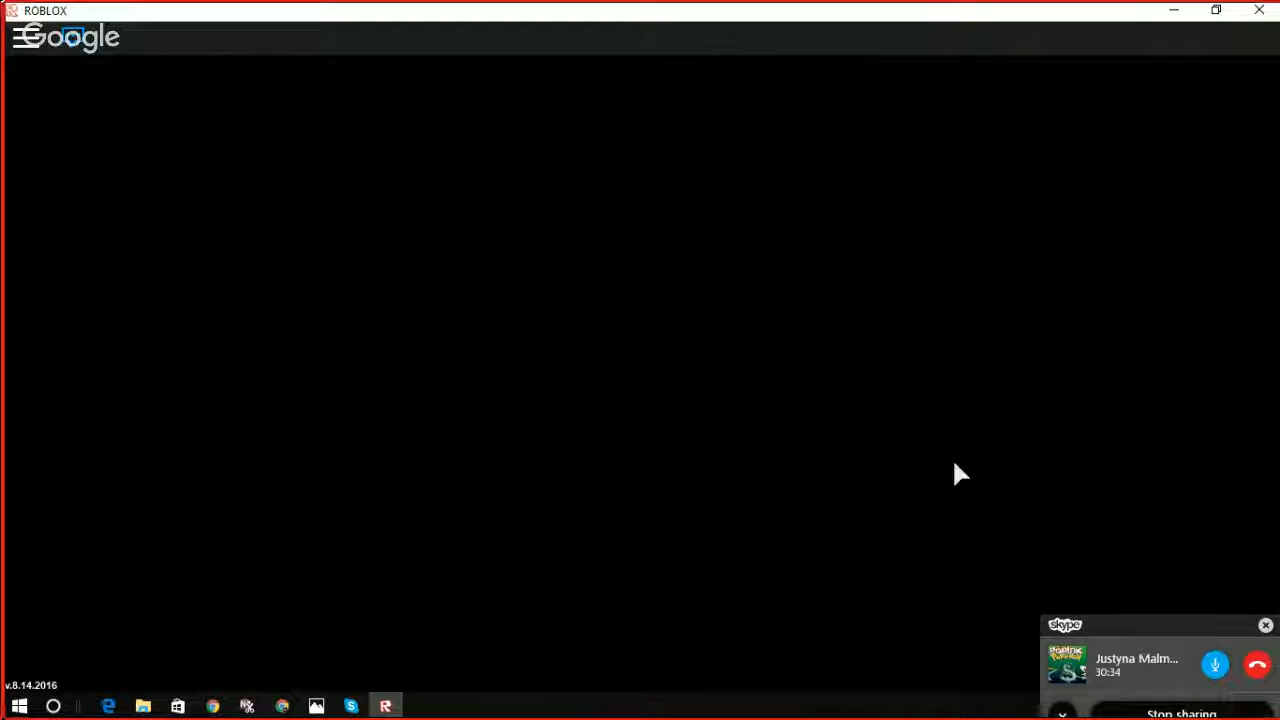 ROBLOX
Google
skype
Justyna Malm...
30:34
Stop sharing
v.8.14.2016